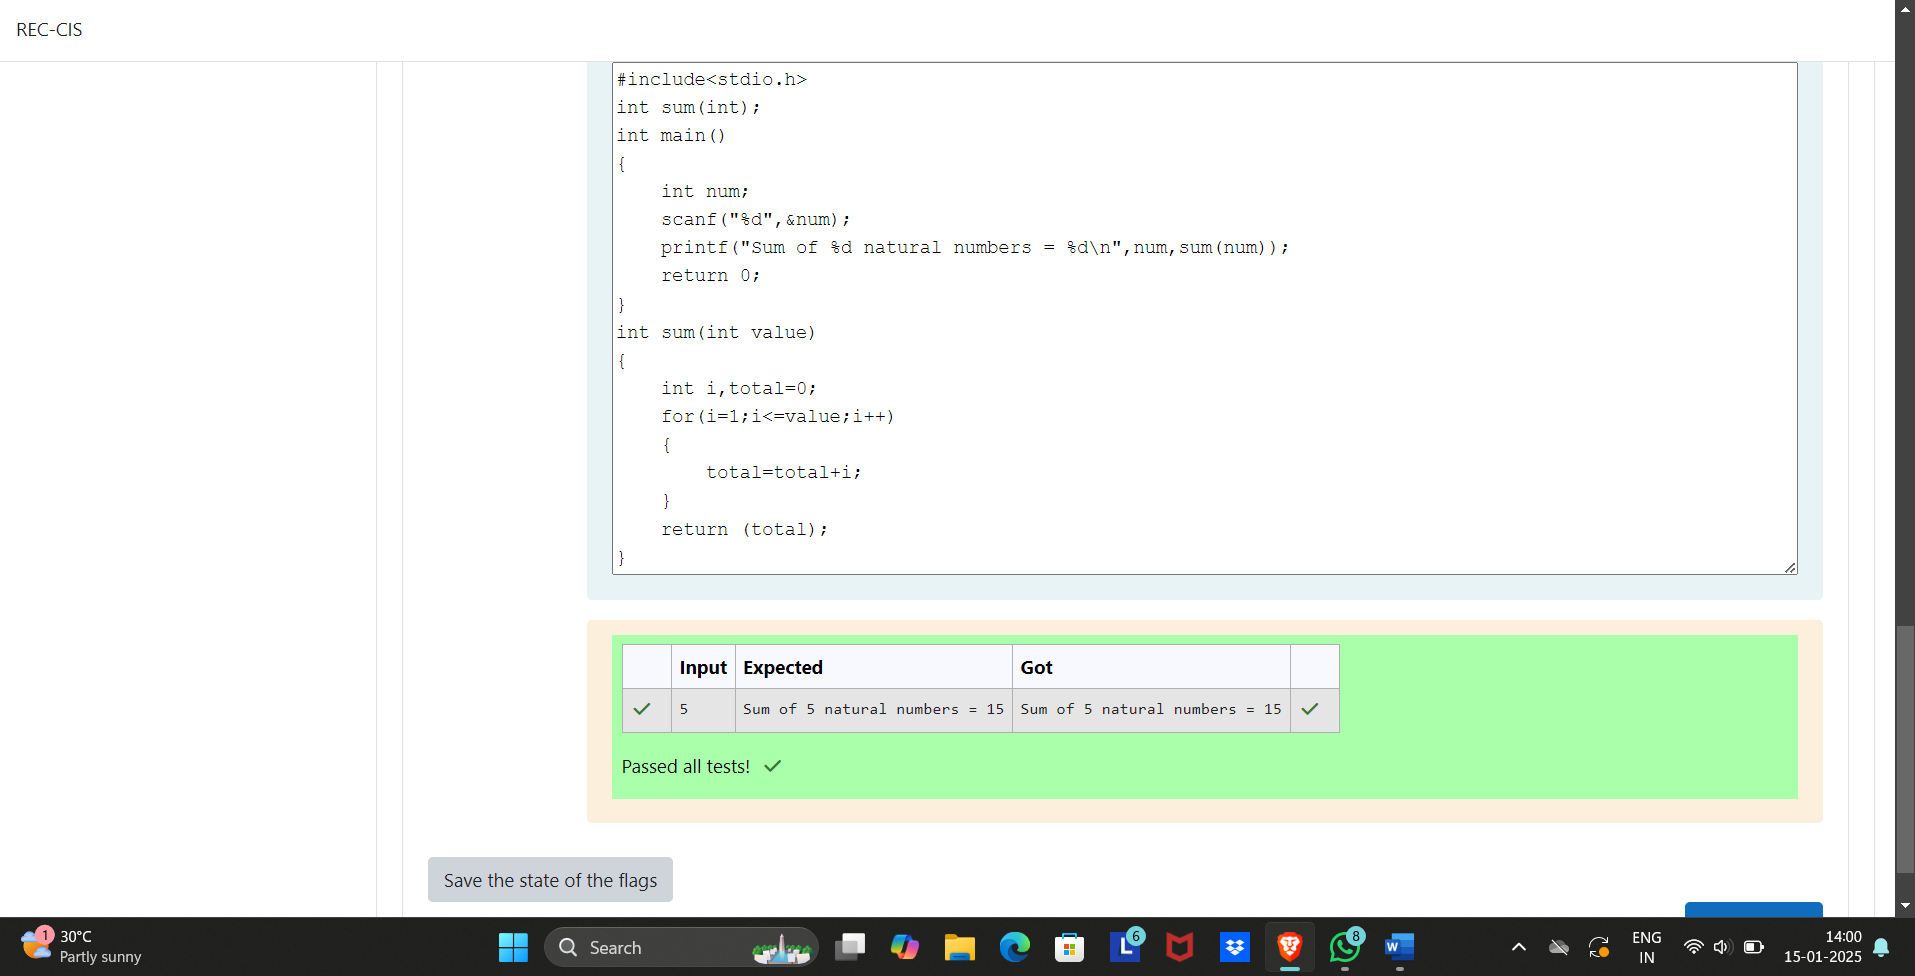 REC-CIS
#include<stdio.h>
int sum(int);
int main()
{
    int num;
    scanf("%d",&num);
    printf("Sum of %d natural numbers = %d\n",num,sum(num));
    return 0;
}
int sum(int value)
{
    int i,total=0;
    for(i=1;i<=value;i++)
    {
        total=total+i;
    }
    return (total);
}
Input Expected Got
5 Sum of 5 natural numbers = 15 Sum of 5 natural numbers = 15
Passed all tests!
Save the state of the flags
1
30°C
Partly sunny
Search
L 6
8
W
ENG
IN
14:00
15-01-2025